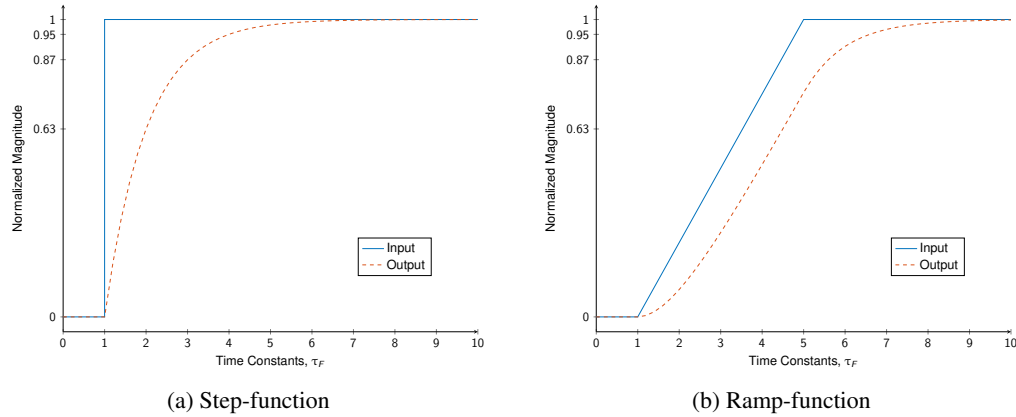 1
0.95
0.87
0.63
0
Normalized Magnitude
Input
Output
0 1 2 3 4 5 6 7 8 9 10
Time Constants, τF
(a) Step-function
1
0.95
0.87
0.63
0
Normalized Magnitude
Input
Output
0 1 2 3 4 5 6 7 8 9 10
Time Constants, τF
(b) Ramp-function